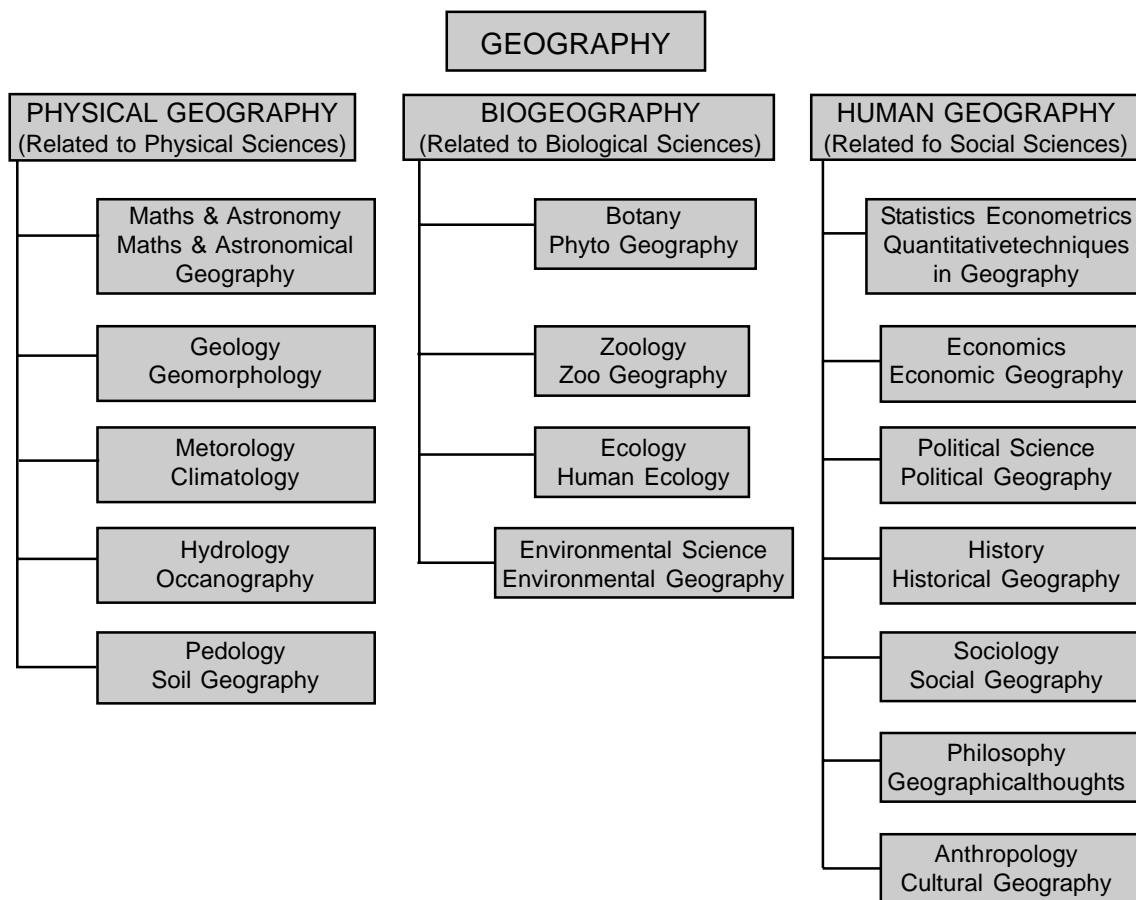 GEOGRAPHY
PHYSICAL GEOGRAPHY
(Related to Physical Sciences)
Maths & Astronomy
Maths & Astronomical
Geography
Geology
Geomorphology
Metorology
Climatology
Hydrology
Occanography
Pedology
Soil Geography
BIOGEOGRAPHY
(Related to Biological Sciences)
Botany
Phyto Geography
Zoology
Zoo Geography
Ecology
Human Ecology
Environmental Science
Environmental Geography
HUMAN GEOGRAPHY
(Related fo Social Sciences)
Statistics Econometrics
Quantitativetechniques
in Geography
Economics
Economic Geography
Political Science
Political Geography
History
Historical Geography
Sociology
Social Geography
Philosophy
Geographicalthoughts
Anthropology
Cultural Geography